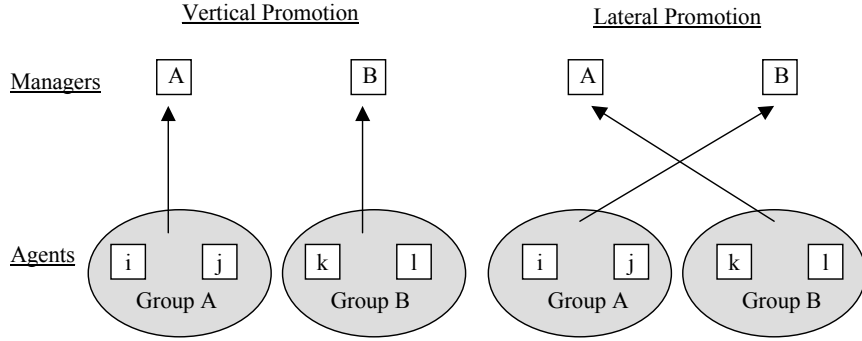 Vertical Promotion
Lateral Promotion
Managers
A
B
A
B
Agents
i
j
k
l
i
j
k
l
Group A
Group B
Group A
Group B